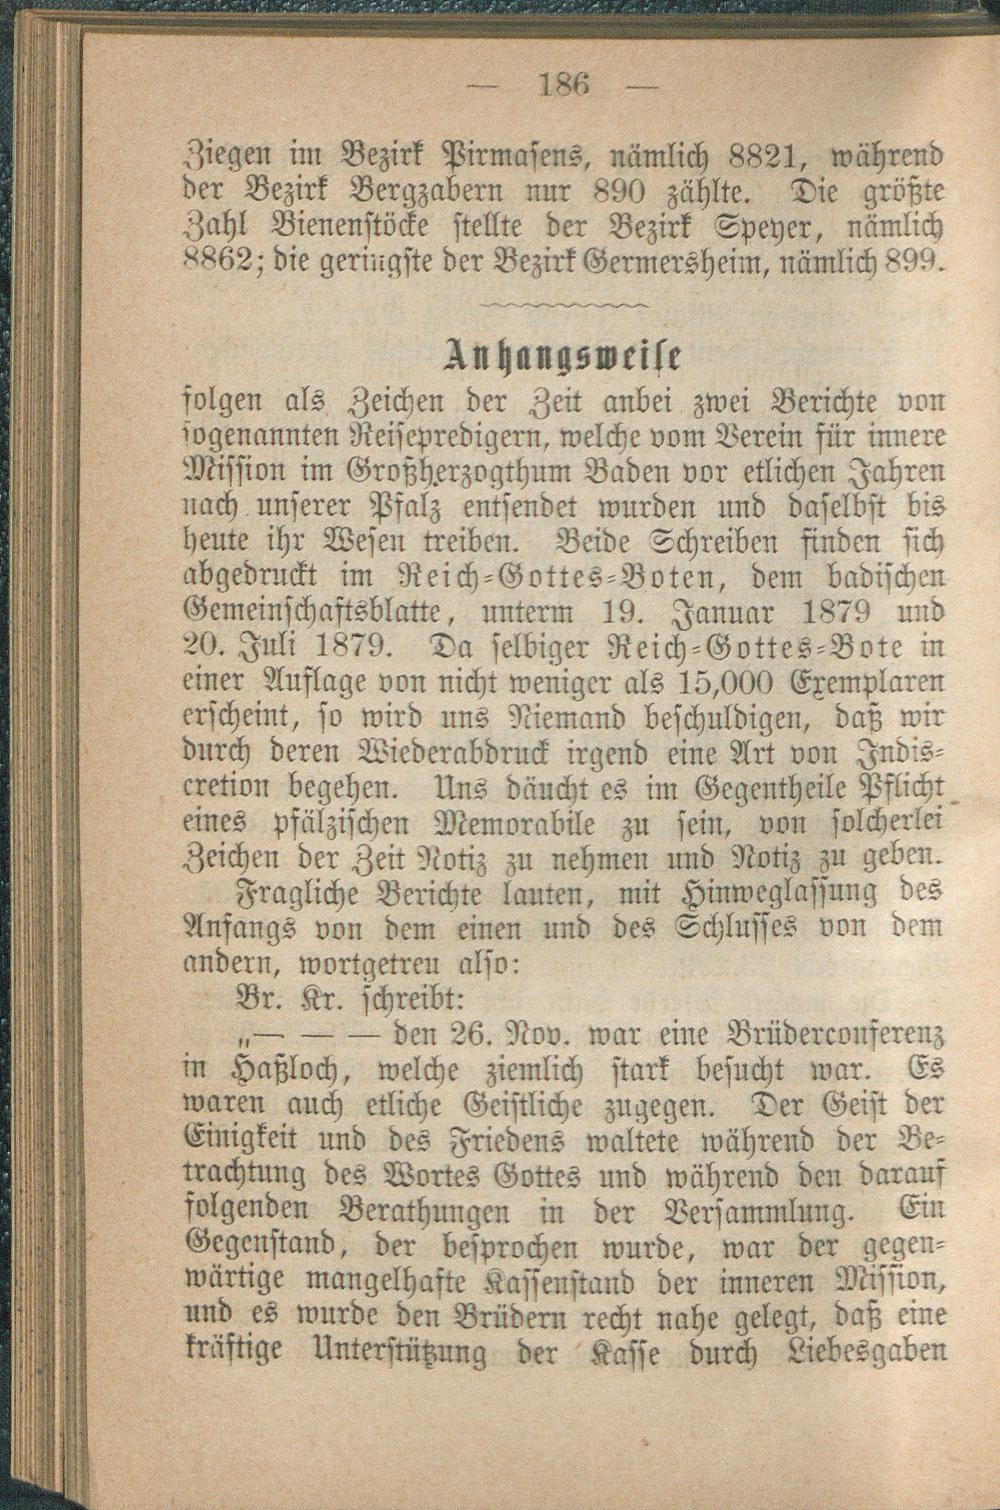 — 186 —
Ziegen im Bezirk Pirmasens, nämlich 8821, während
der Bezirk Bergzabern nur 890 zählte. Die größte
Zahl Bienenstöcke stellte der Bezirk Speyer, nämlich
8862; die geringste der Bezirk Germersheim, nämlich 899.
Anhangsweise
folgen als Zeichen der Zeit anbei zwei Berichte von
sogenannten Reisepredigern, welche vom Verein für innere
Mission im Großherzogthum Baden vor etlichen Jahren
nach unserer Pfalz entsendet wurden und daselbst bis
heute ihr Wesen treiben. Beide Schreiben finden sich
abgedruckt im Reich-Gottes-Boten, dem badischen
Gemeinschaftsblatte, unterm 19. Januar 1879 und
20. Juli 1879. Da selbiger Reich-Gottes-Bote in
einer Auflage von nicht weniger als 15,000 Exemplaren
erscheint, so wird uns Niemand beschuldigen, daß wir
durch deren Wiederabdruck irgend eine Art von Indis-
cretion begehen. Uns däucht es im Gegentheile Pflicht
eines pfälzischen Memorabile zu sein, von solcherlei
Zeichen der Zeit Notiz zu nehmen und Notiz zu geben.
Fragliche Berichte lauten, mit Hinweglassung des
Anfangs von dem einen und des Schlusses von dem
andern, wortgetreu also:
Br. Kr. schreibt:
„— — — den 26. Nov. war eine Brüderconferenz
in Haßloch, welche ziemlich stark besucht war. Es
waren auch etliche Geistliche zugegen. Der Geist der
Einigkeit und des Friedens waltete während der Be-
trachtung des Wortes Gottes und während den darauf
folgenden Berathungen in der Versammlung. Ein
Gegenstand, der besprochen wurde, war der gegen-
wärtige mangelhafte Kassenstand der inneren Mission,
und es wurde den Brüdern recht nahe gelegt, daß eine
kräftige Unterstützung der Kasse durch Liebesgaben